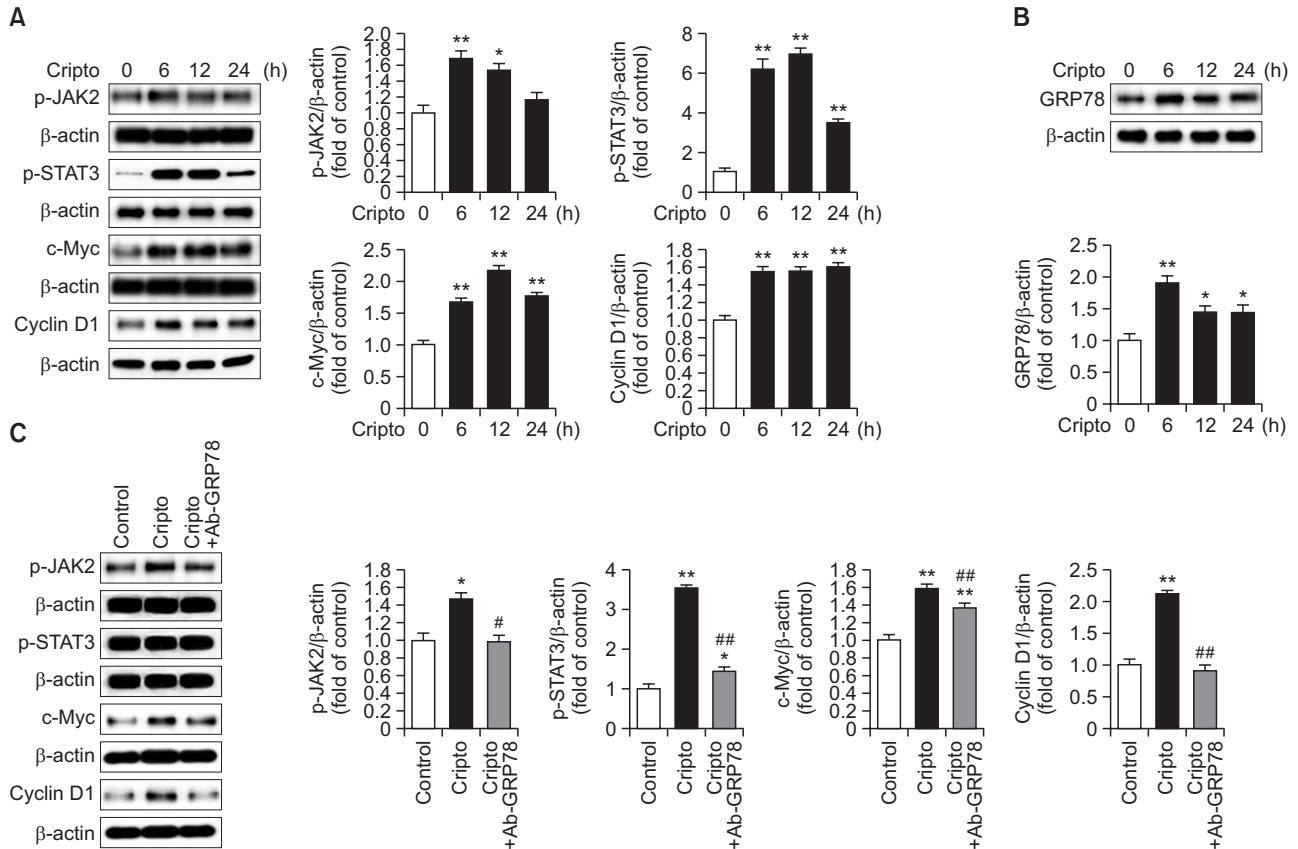 A
Cripto 0 6 12 24 (h)
p-JAK2
β-actin
p-STAT3
β-actin
c-Myc
β-actin
Cyclin D1
β-actin
p-JAK2/β-actin
(fold of control)
2.0
1.8
1.6
1.4
1.2
1.0
0.8
0.6
0.4
0.2
0
** *
Cripto 0 6 12 24 (h)
p-STAT3/β-actin
(fold of control)
8
6
4
2
0
** ** **
Cripto 0 6 12 24 (h)
c-Myc/β-actin
(fold of control)
2.5
2.0
1.5
1.0
0.5
0
** ** **
Cripto 0 6 12 24 (h)
Cyclin D1/β-actin
(fold of control)
1.8
1.6
1.4
1.2
1.0
0.8
0.6
0.4
0.2
0
** ** **
Cripto 0 6 12 24 (h)
B
Cripto 0 6 12 24 (h)
GRP78
β-actin
GRP78/β-actin
(fold of control)
2.5
2.0
1.5
1.0
0.5
0
** * *
Cripto 0 6 12 24 (h)
C
Control
Cripto
Cripto
+Ab-GRP78
p-JAK2
β-actin
p-STAT3
β-actin
c-Myc
β-actin
Cyclin D1
β-actin
p-JAK2/β-actin
(fold of control)
1.8
1.6
1.4
1.2
1.0
0.8
0.6
0.4
0.2
0
*
#
Control
Cripto
Cripto
+Ab-GRP78
p-STAT3/β-actin
(fold of control)
4
3
2
1
0
**
##
*
Control
Cripto
Cripto
+Ab-GRP78
c-Myc/β-actin
(fold of control)
1.8
1.6
1.4
1.2
1.0
0.8
0.6
0.4
0.2
0
**
##
**
Control
Cripto
Cripto
+Ab-GRP78
Cyclin D1/β-actin
(fold of control)
2.5
2.0
1.5
1.0
0.5
0
**
##
Control
Cripto
Cripto
+Ab-GRP78